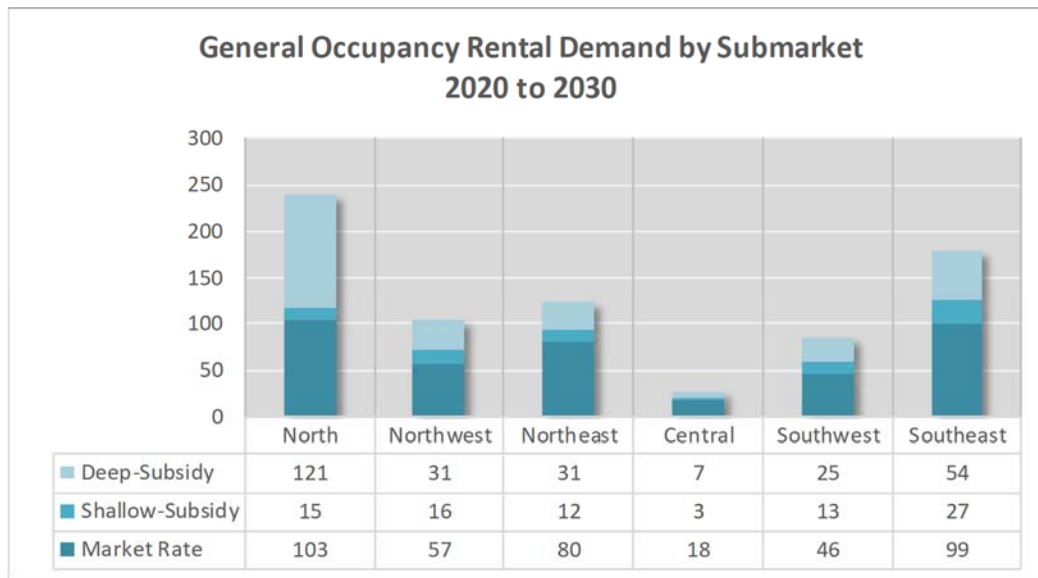 General Occupancy Rental Demand by Submarket
2020 to 2030
300
250
200
150
100
50
0
North Northwest Northeast Central Southwest Southeast
Deep-Subsidy 121 31 31 7 25 54
Shallow-Subsidy 15 16 12 3 13 27
Market Rate 103 57 80 18 46 99